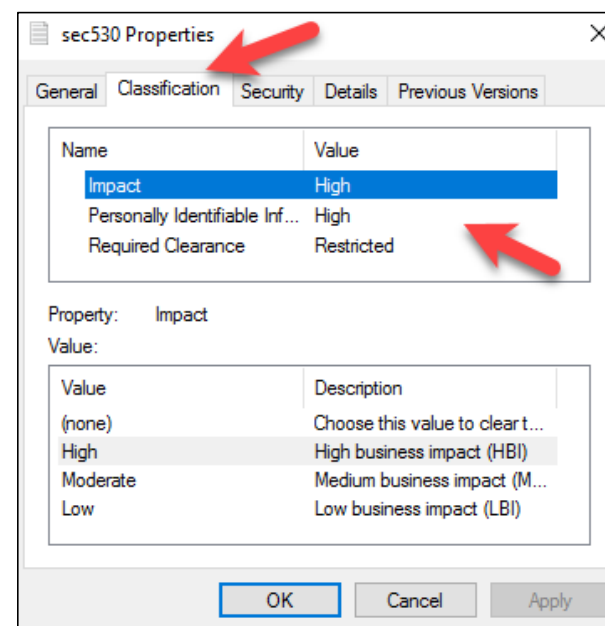 sec530 Properties
General Classification Security Details Previous Versions
Name Value
Impact High
Personally Identifiable Inf... High
Required Clearance Restricted
Property: Impact
Value:
Value Description
(none) Choose this value to clear t...
High High business impact (HBI)
Moderate Medium business impact (M...
Low Low business impact (LBI)
OK Cancel Apply